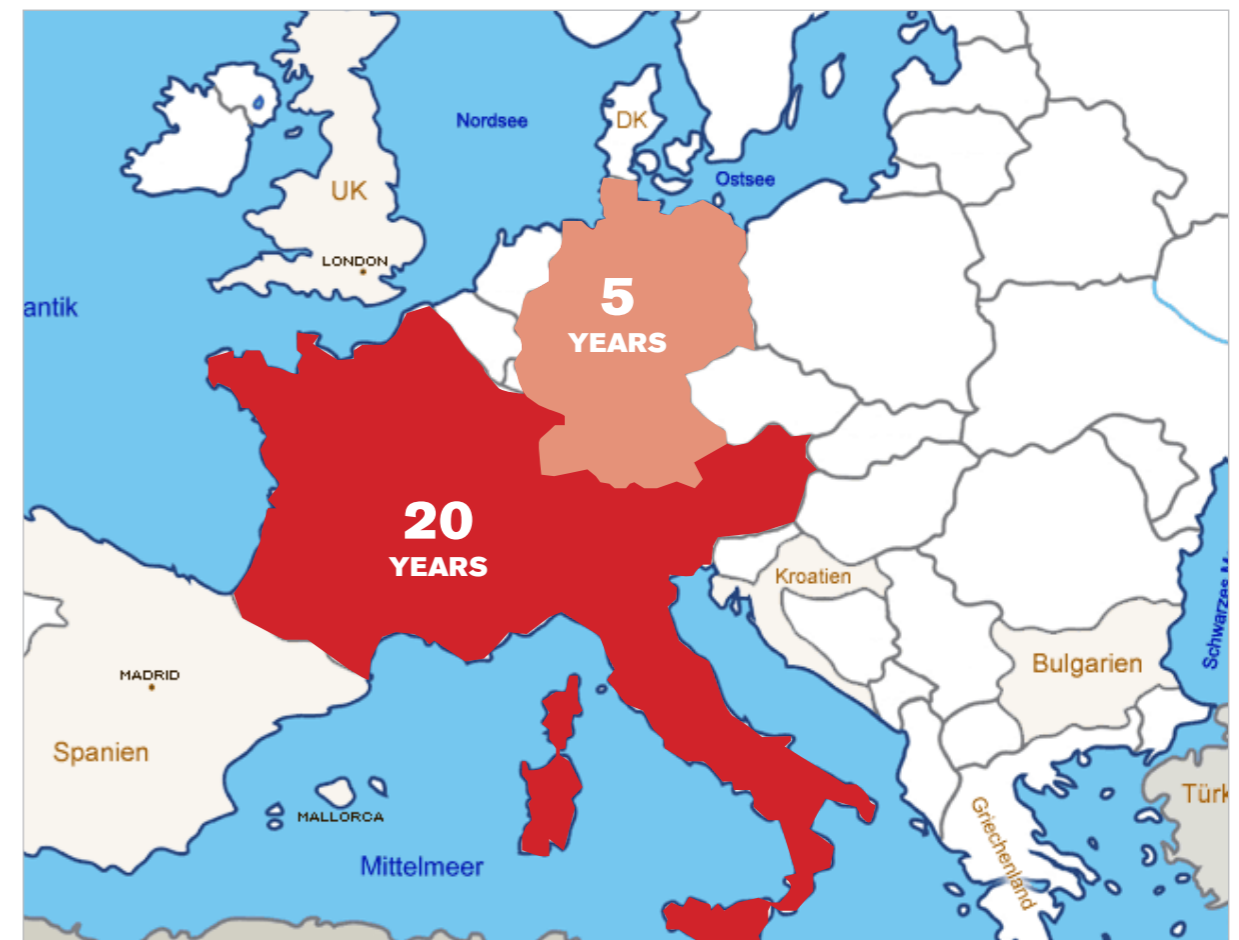 Nordsee
DK
Ostsee
UK
LONDON
antik
5
YEARS
20
YEARS
Kroatien
Schwarzes M
Bulgarien
MADRID
Spanien
MALLORCA
Türk
Griechenland
Mittelmeer